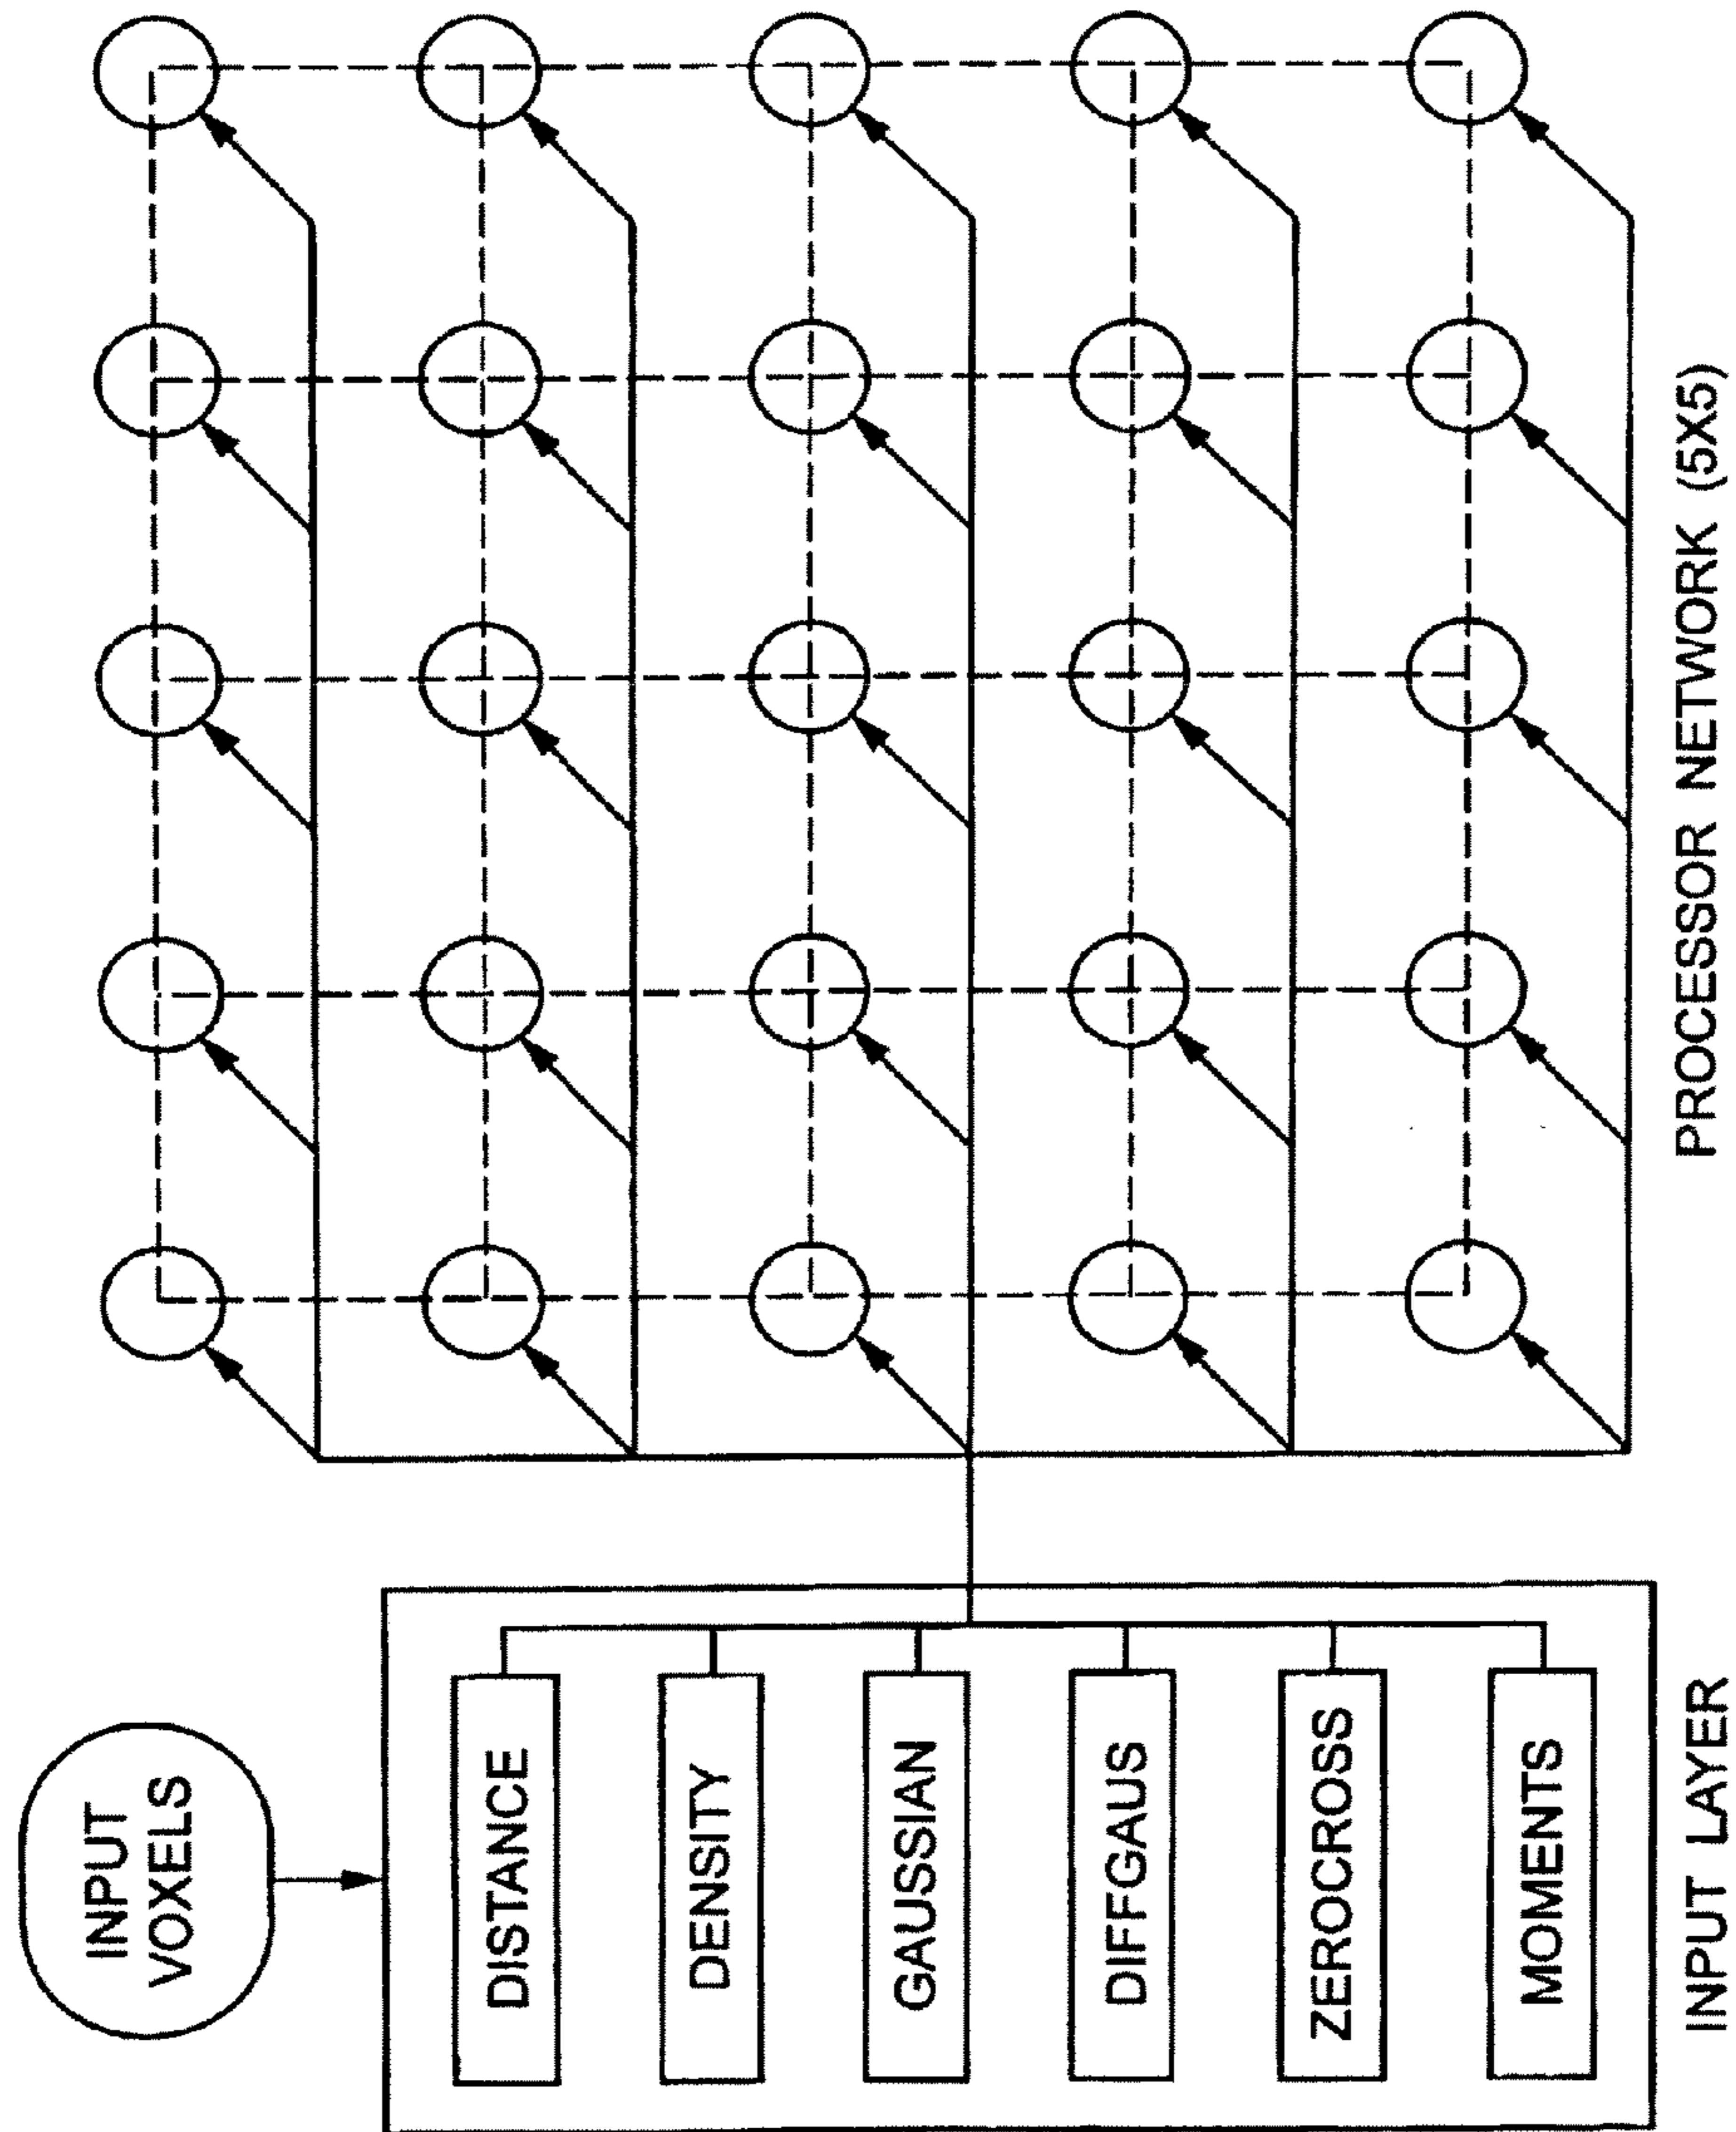 INPUT
VOXELS
DISTANCE
DENSITY
GAUSSIAN
DIFFGAUS
ZEROCROSS
MOMENTS
INPUT LAYER
PROCESSOR NETWORK (5X5)